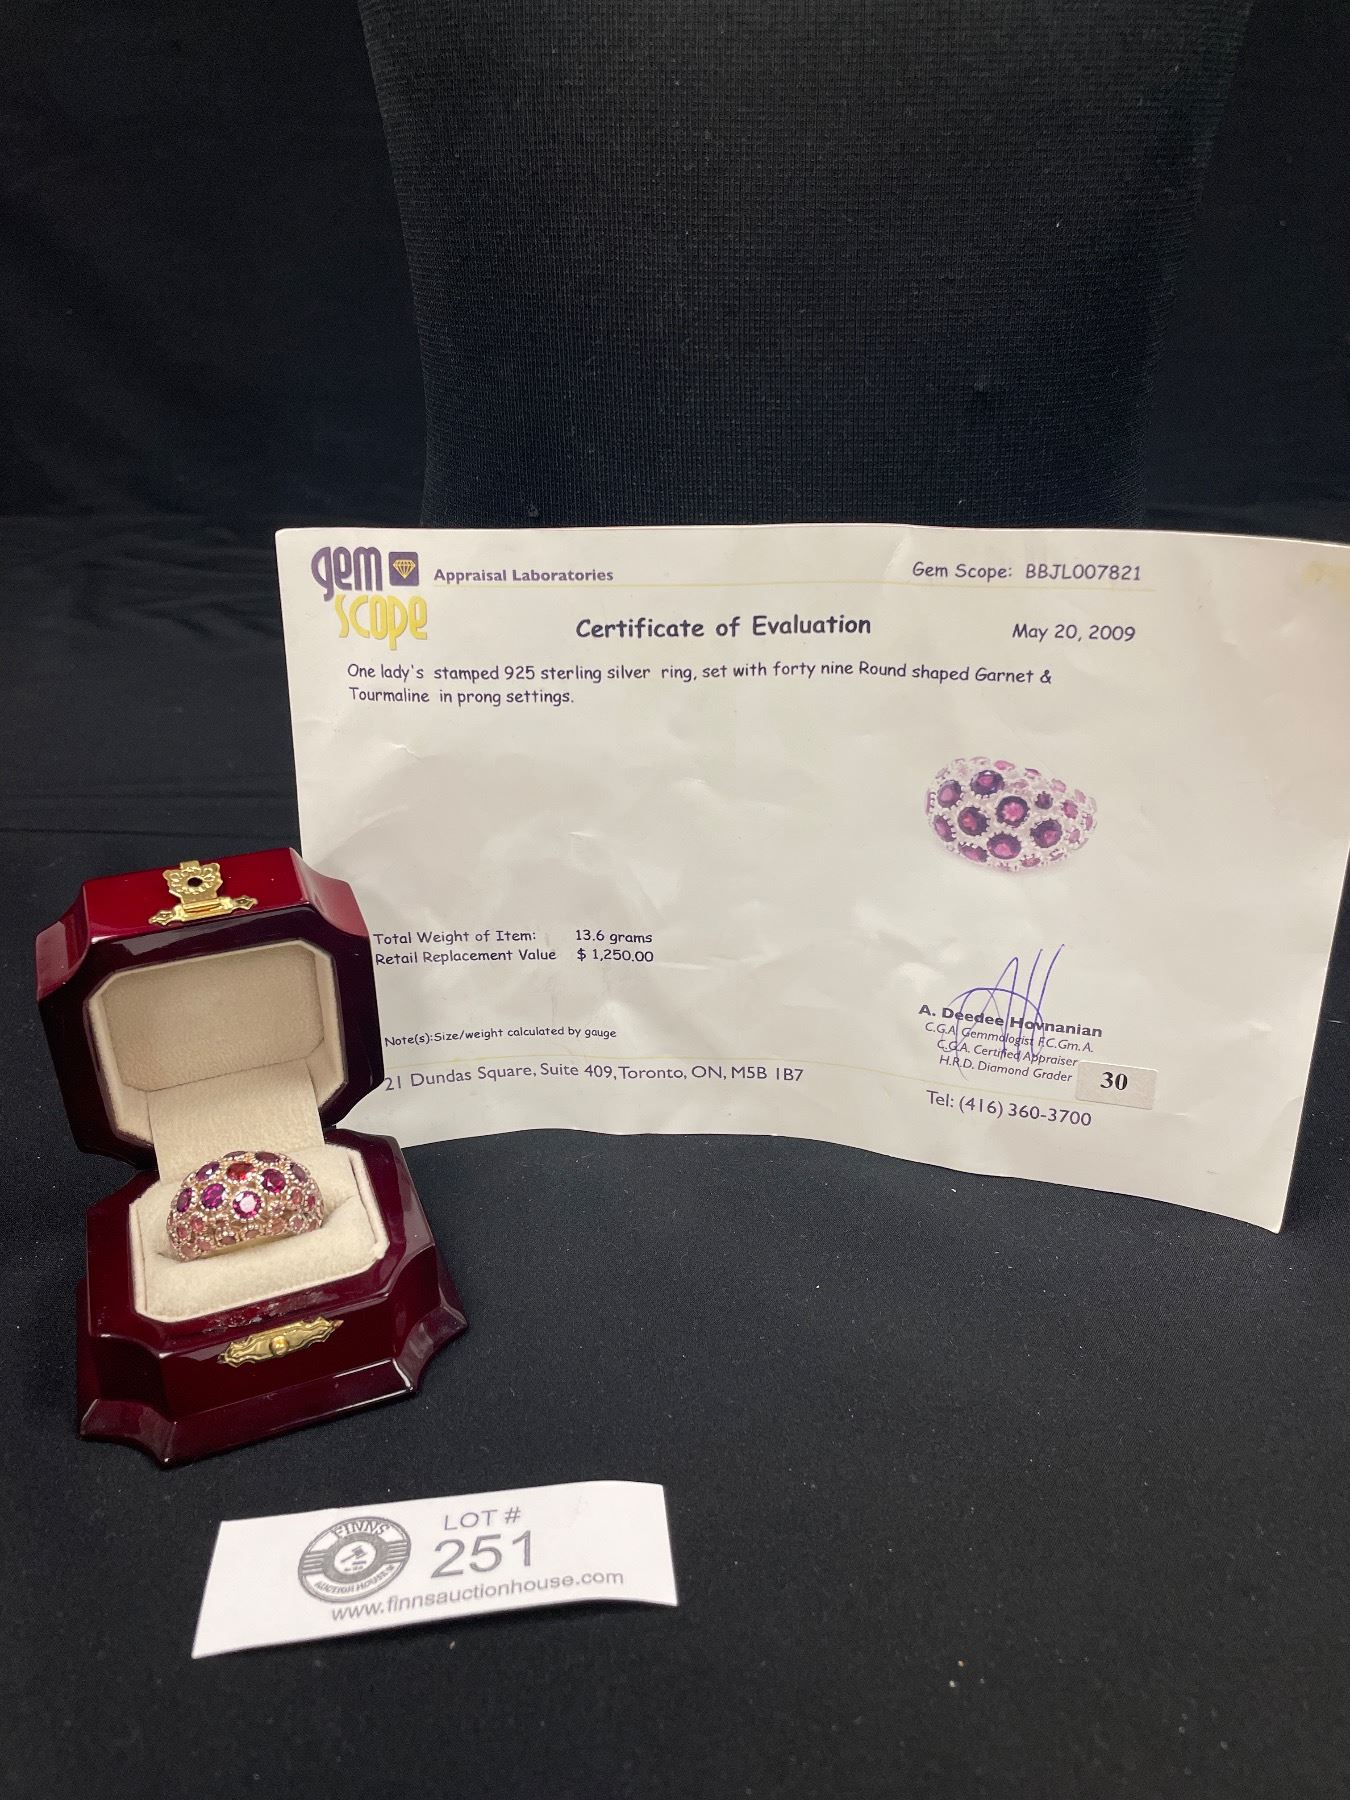 gem scope
Appraisal Laboratories
Gem Scope: BBJL007821
Certificate of Evaluation
May 20, 2009
One lady's stamped 925 sterling silver ring, set with forty nine Round shaped Garnet &
Tourmaline in prong settings.
Total Weight of Item: 13.6 grams
Retail Replacement Value $ 1,250.00
A. Deedee Hovnanian
C.G.A. Gemmologist F.C.Gm.A.
C.G.A. Certified Appraiser
H.R.D. Diamond Grader
30
Note(s):Size/weight calculated by gauge
21 Dundas Square, Suite 409, Toronto, ON, M5B 1B7
Tel: (416) 360-3700
FINNS
AUCTION HOUSE
LOT #
251
www.finnsauctionhouse.com